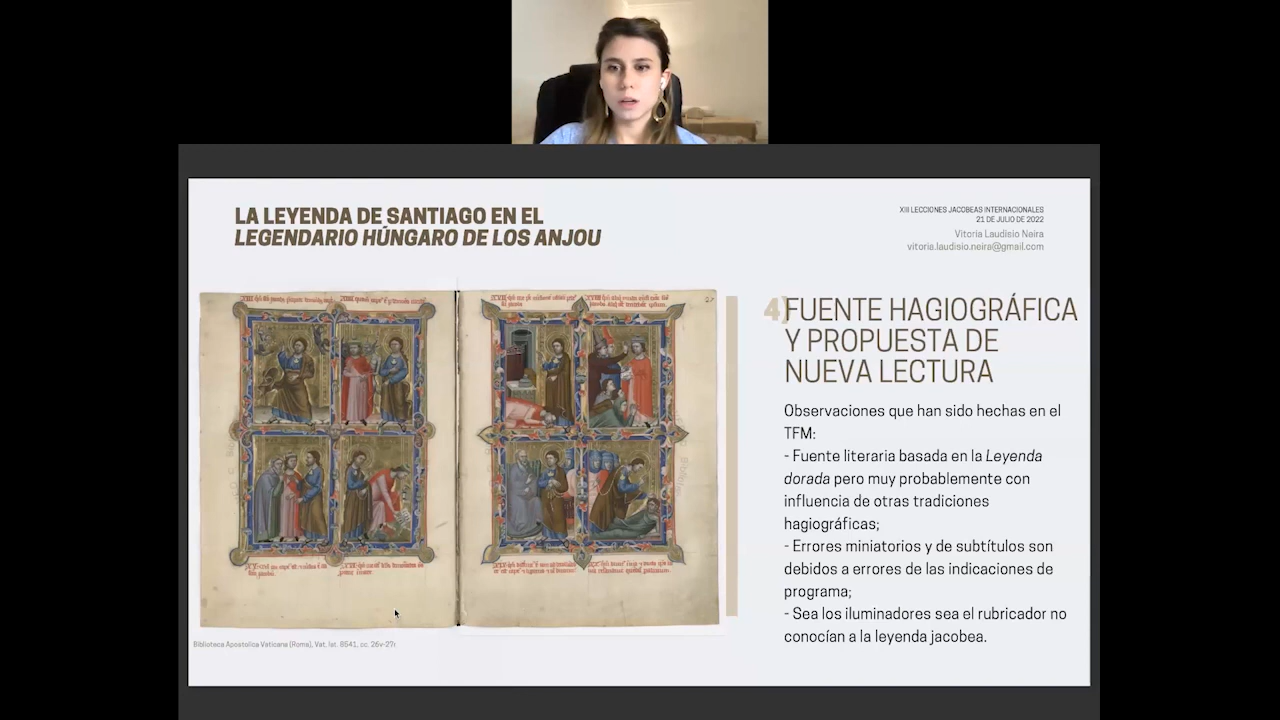 LA LEYENDA DE SANTIAGO EN EL
LEGENDARIO HÚNGARO DE LOS ANJOU
XIII LECCIONES JACOBEAS INTERNACIONALES
21 DE JULIO DE 2022
Vitoria Laudisio Neira
vitoria.laudisio.neira@gmail.com
4)FUENTE HAGIOGRÁFICA
Y PROPUESTA DE
NUEVA LECTURA
Observaciones que han sido hechas en el
TFM:
- Fuente literaria basada en la Leyenda
dorada pero muy probablemente con
influencia de otras tradiciones
hagiográficas;
- Errores miniatorios y de subtítulos son
debidos a errores de las indicaciones de
programa;
- Sea los iluminadores sea el rubricador no
conocían a la leyenda jacobea.
Biblioteca Apostolica Vaticana (Roma), Vat. lat. 8541, cc. 26v-27r